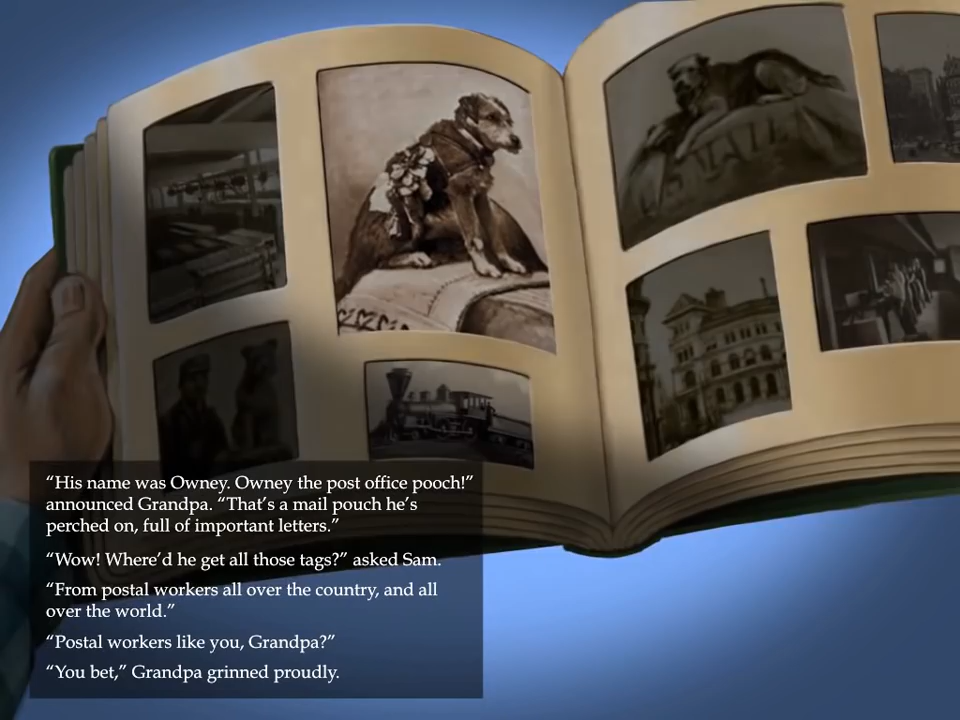 MAIL
“His name was Owney. Owney the post office pooch!”
announced Grandpa. “That’s a mail pouch he’s
perched on, full of important letters.”
“Wow! Where’d he get all those tags?” asked Sam.
“From postal workers all over the country, and all
over the world.”
“Postal workers like you, Grandpa?”
“You bet,” Grandpa grinned proudly.